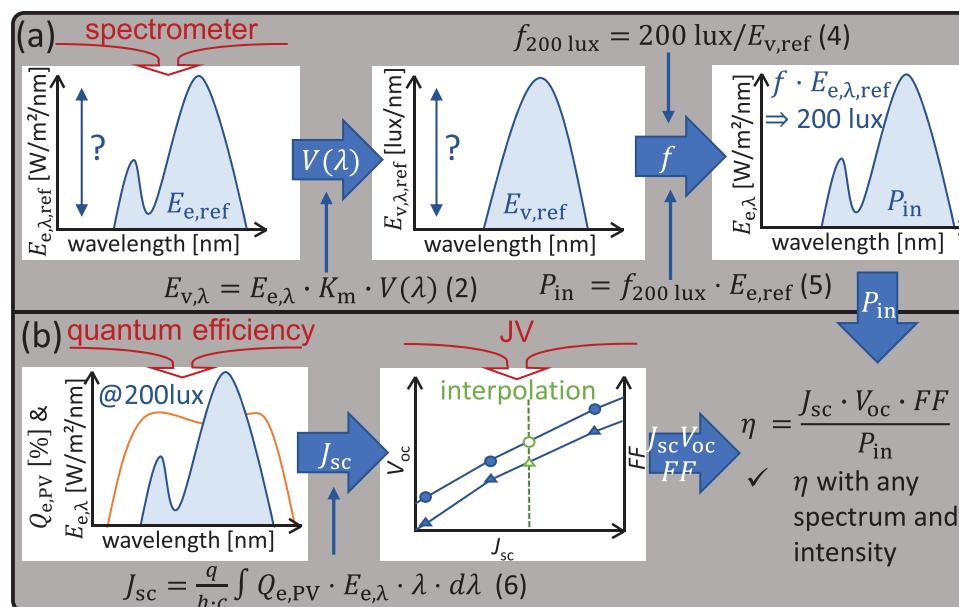 (a)
spectrometer
f200 lux = 200 lux/Ev,ref (4)
Ee,λ,ref [W/m²/nm]
?
Ee,ref
wavelength [nm]
V(λ)
Ev,λ,ref [lux/nm]
?
Ev,ref
wavelength [nm]
f
Ee,λ [W/m²/nm]
f · Ee,λ,ref
⇒ 200 lux
Pin
wavelength [nm]
Ev,λ = Ee,λ · Km · V(λ) (2)
Pin = f200 lux · Ee,ref (5)
Pin
(b)
quantum efficiency
Qe,PV [%] &
Ee,λ [W/m²/nm]
@200lux
wavelength [nm]
Jsc
JV
interpolation
Voc
FF
Jsc
JscVoc
FF
η = Jsc · Voc · FF / Pin
✓ η with any
spectrum and
intensity
Jsc = q/h·c ∫ Qe,PV · Ee,λ · λ · dλ (6)